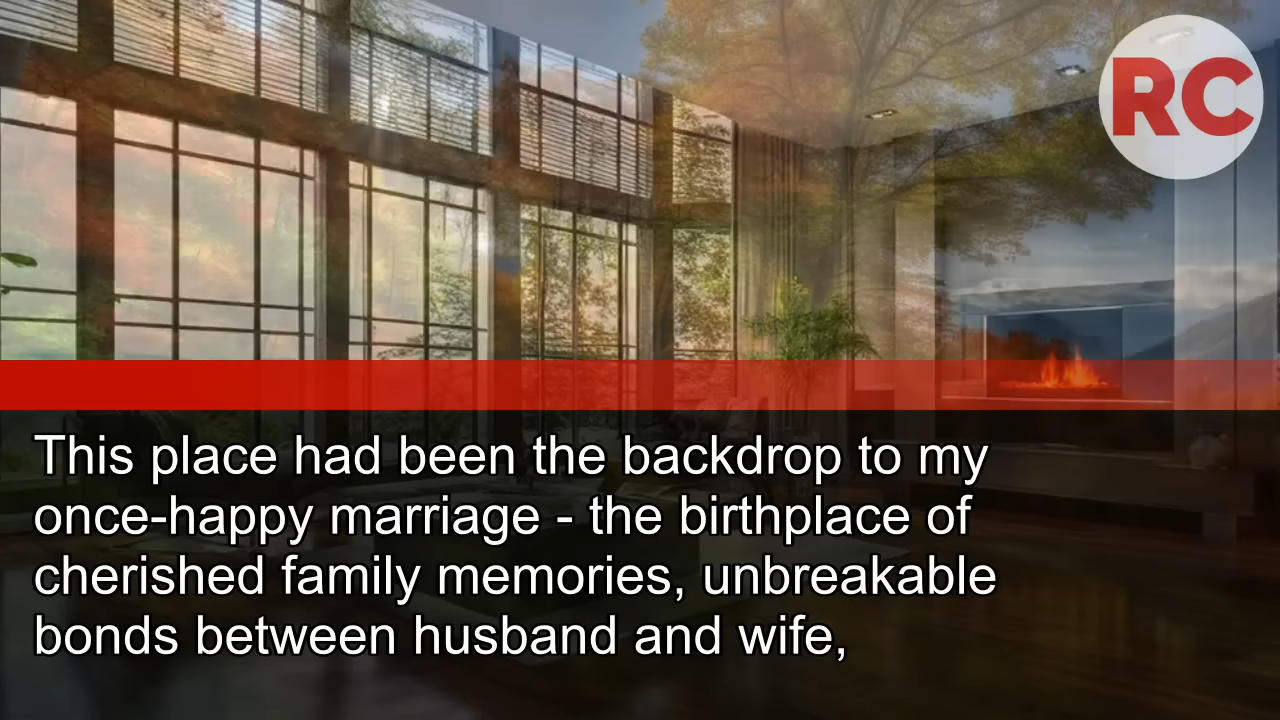 RC
This place had been the backdrop to my
once-happy marriage - the birthplace of
cherished family memories, unbreakable
bonds between husband and wife,